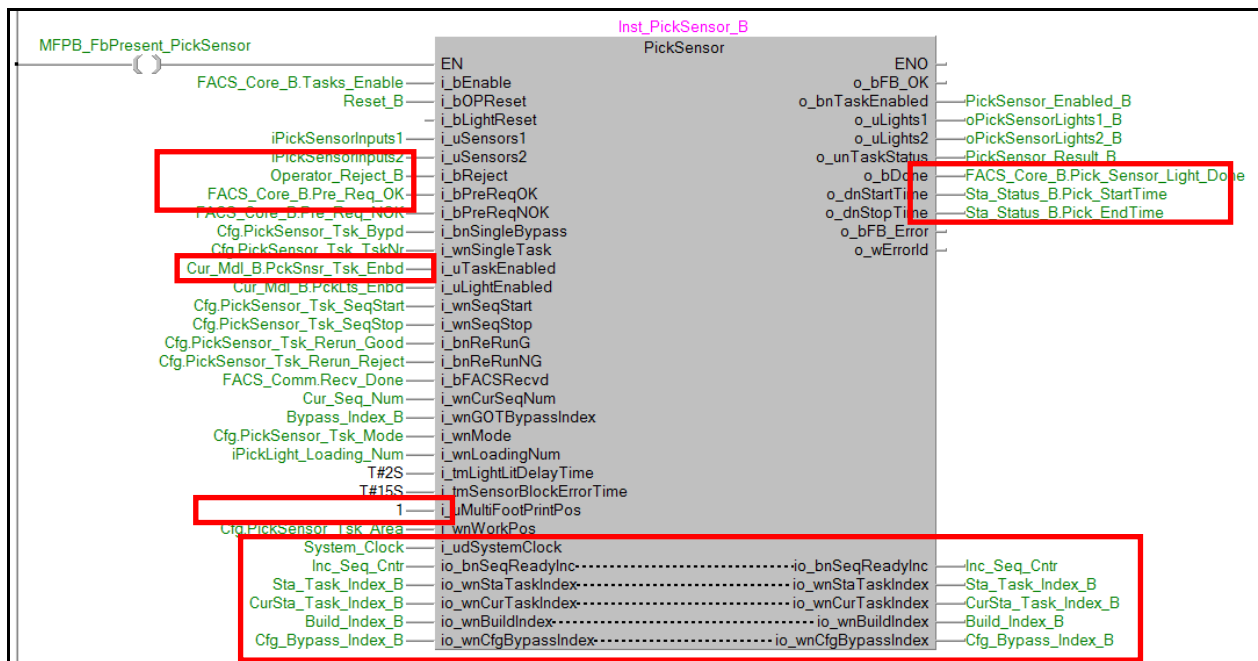 Inst_PickSensor_B
MFPB_FbPresent_PickSensor PickSensor
EN ENO
FACS_Core_B.Tasks_Enable i_bEnable o_bFB_OK
Reset_B i_bOPReset o_bnTaskEnabled PickSensor_Enabled_B
i_bLightReset o_uLights1 oPickSensorLights1_B
iPickSensorInputs1 i_uSensors1 o_uLights2 oPickSensorLights2_B
iPickSensorInputs2 i_uSensors2 o_unTaskStatus PickSensor_Result_B
Operator_Reject_B i_bReject o_bDone FACS_Core_B.Pick_Sensor_Light_Done
FACS_Core_B.Pre_Req_OK i_bPreReqOK o_dnStartTime Sta_Status_B.Pick_StartTime
FACS_Core_B.Pre_Req_NOK i_bPreReqNOK o_dnStopTime Sta_Status_B.Pick_EndTime
Cfg.PickSensor_Tsk_Bypd i_bnSingleBypass o_bFB_Error
Cfg.PickSensor_Tsk_TskNr i_wnSingleTask o_wErrorId
Cur_Mdl_B.PckSnsr_Tsk_Enbd i_uTaskEnabled
Cur_Mdl_B.PckLts_Enbd i_uLightEnabled
Cfg.PickSensor_Tsk_SeqStart i_wnSeqStart
Cfg.PickSensor_Tsk_SeqStop i_wnSeqStop
Cfg.PickSensor_Tsk_Rerun_Good i_bnReRunG
Cfg.PickSensor_Tsk_Rerun_Reject i_bnReRunNG
FACS_Comm.Recv_Done i_bFACSRecvd
Cur_Seq_Num i_wnCurSeqNum
Bypass_Index_B i_wnGOTBypassIndex
Cfg.PickSensor_Tsk_Mode i_wnMode
iPickLight_Loading_Num i_wnLoadingNum
T#2S i_tmLightLitDelayTime
T#15S i_tmSensorBlockErrorTime
1 i_uMultiFootPrintPos
Cfg.PickSensor_Tsk_Area i_wnWorkPos
System_Clock i_udSystemClock
Inc_Seq_Cntr io_bnSeqReadyInc io_bnSeqReadyInc Inc_Seq_Cntr
Sta_Task_Index_B io_wnStaTaskIndex io_wnStaTaskIndex Sta_Task_Index_B
CurSta_Task_Index_B io_wnCurTaskIndex io_wnCurTaskIndex CurSta_Task_Index_B
Build_Index_B io_wnBuildIndex io_wnBuildIndex Build_Index_B
Cfg_Bypass_Index_B io_wnCfgBypassIndex io_wnCfgBypassIndex Cfg_Bypass_Index_B